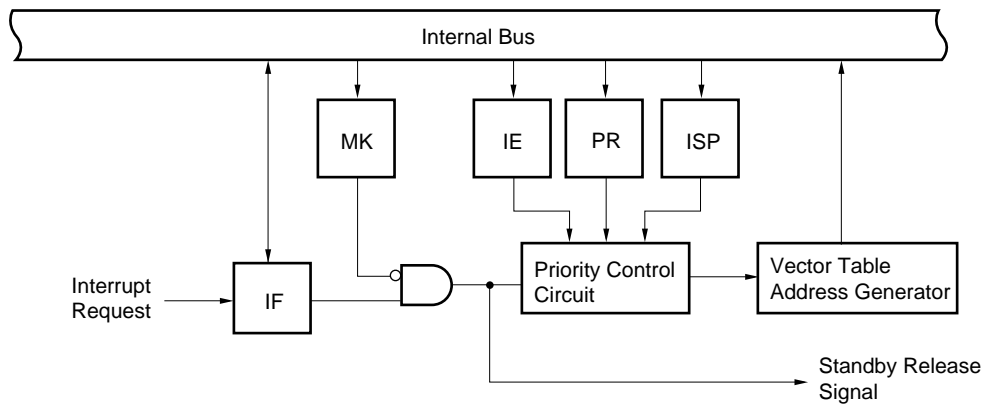 Internal Bus
MK
IE
PR
ISP
Interrupt
Request
IF
Priority Control
Circuit
Vector Table
Address Generator
Standby Release
Signal